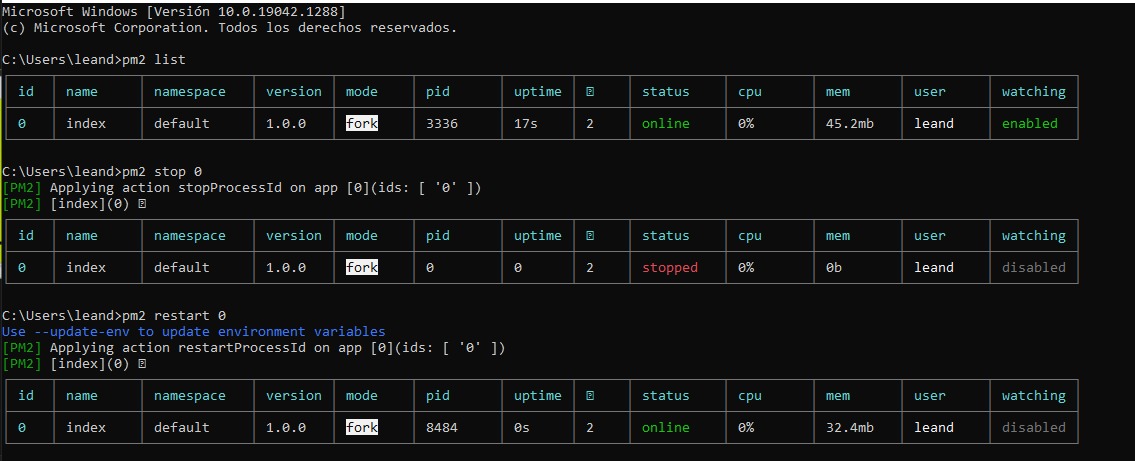 Microsoft Windows [Versión 10.0.19042.1288]
(c) Microsoft Corporation. Todos los derechos reservados.
C:\Users\leand>pm2 list
id name namespace version mode pid uptime status cpu mem user watching
0 index default 1.0.0 fork 3336 17s 2 online 0% 45.2mb leand enabled
C:\Users\leand>pm2 stop 0
[PM2] Applying action stopProcessId on app [0](ids: [ '0' ])
[PM2] [index](0)
id name namespace version mode pid uptime status cpu mem user watching
0 index default 1.0.0 fork 0 0 2 stopped 0% 0b leand disabled
C:\Users\leand>pm2 restart 0
Use --update-env to update environment variables
[PM2] Applying action restartProcessId on app [0](ids: [ '0' ])
[PM2] [index](0)
id name namespace version mode pid uptime status cpu mem user watching
0 index default 1.0.0 fork 8484 0s 2 online 0% 32.4mb leand disabled